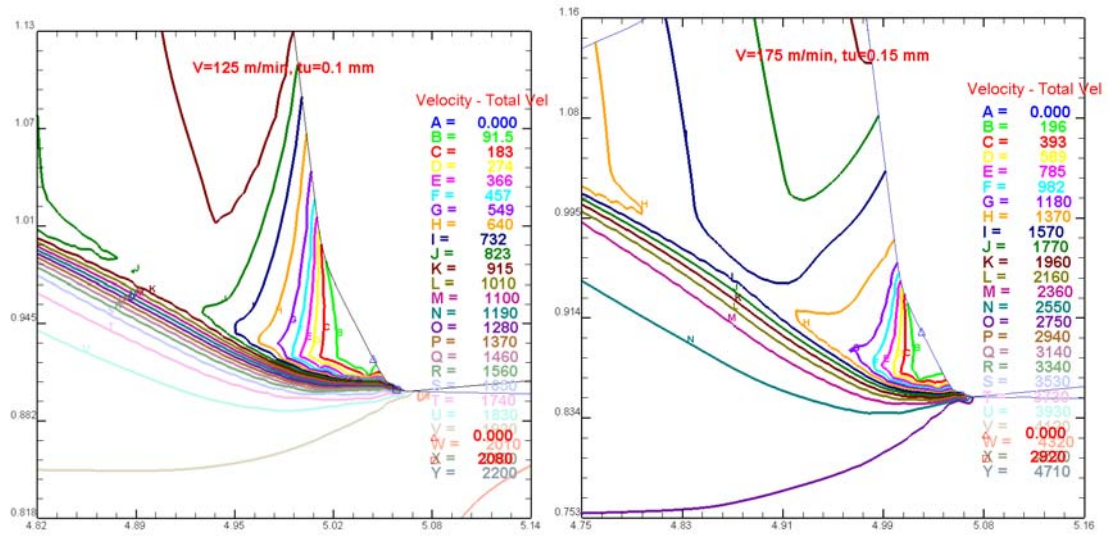 1.13
V=125 m/min, tu=0.1 mm
Velocity - Total Vel
A = 0.000
B = 91.5
C = 183
D = 274
E = 366
F = 457
G = 549
H = 640
I = 732
J = 823
K = 915
L = 1010
M = 1100
N = 1190
O = 1280
P = 1370
Q = 1460
R = 1560
T = 1740
U = 1830
0.000
2080
Y = 2200
1.07
1.01
0.945
0.882
0.818
4.82 4.89 4.95 5.02 5.08 5.14
1.16
V=175 m/min, tu=0.15 mm
Velocity - Total Vel
A = 0.000
B = 196
C = 393
D = 589
E = 785
F = 982
G = 1180
H = 1370
I = 1570
J = 1770
K = 1960
L = 2160
M = 2360
N = 2550
O = 2750
P = 2940
Q = 3140
R = 3340
S = 3530
U = 3930
0.000
W = 4320
2920
Y = 4710
1.08
0.995
0.914
0.834
0.753
4.75 4.83 4.91 4.99 5.08 5.16